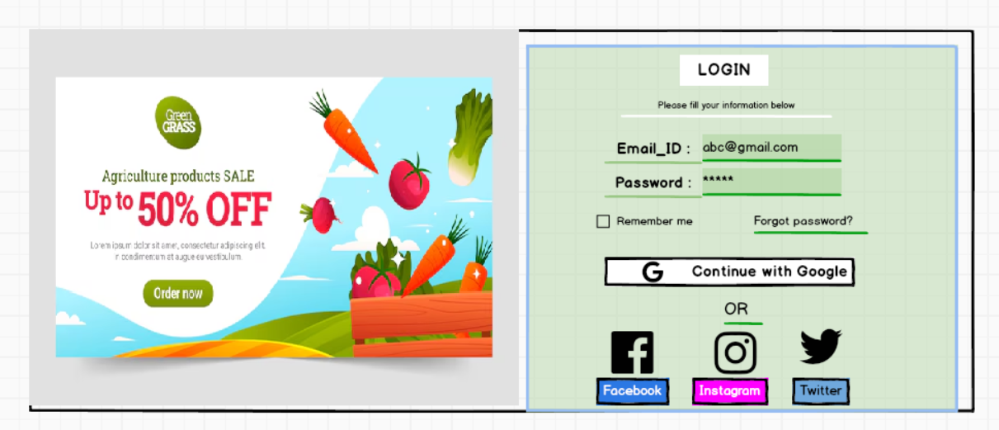 Green
GRASS
Agriculture products SALE
Up to 50% OFF
Lorem ipsum dolor sit amet, consectetur adipiscing elit.
n condimentum at augue eu vestibulum.
Order now
LOGIN
Please fill your information below
Email_ID : abc@gmail.com
Password : *****
Remember me Forgot password?
G Continue with Google
OR
Facebook Instagram Twitter